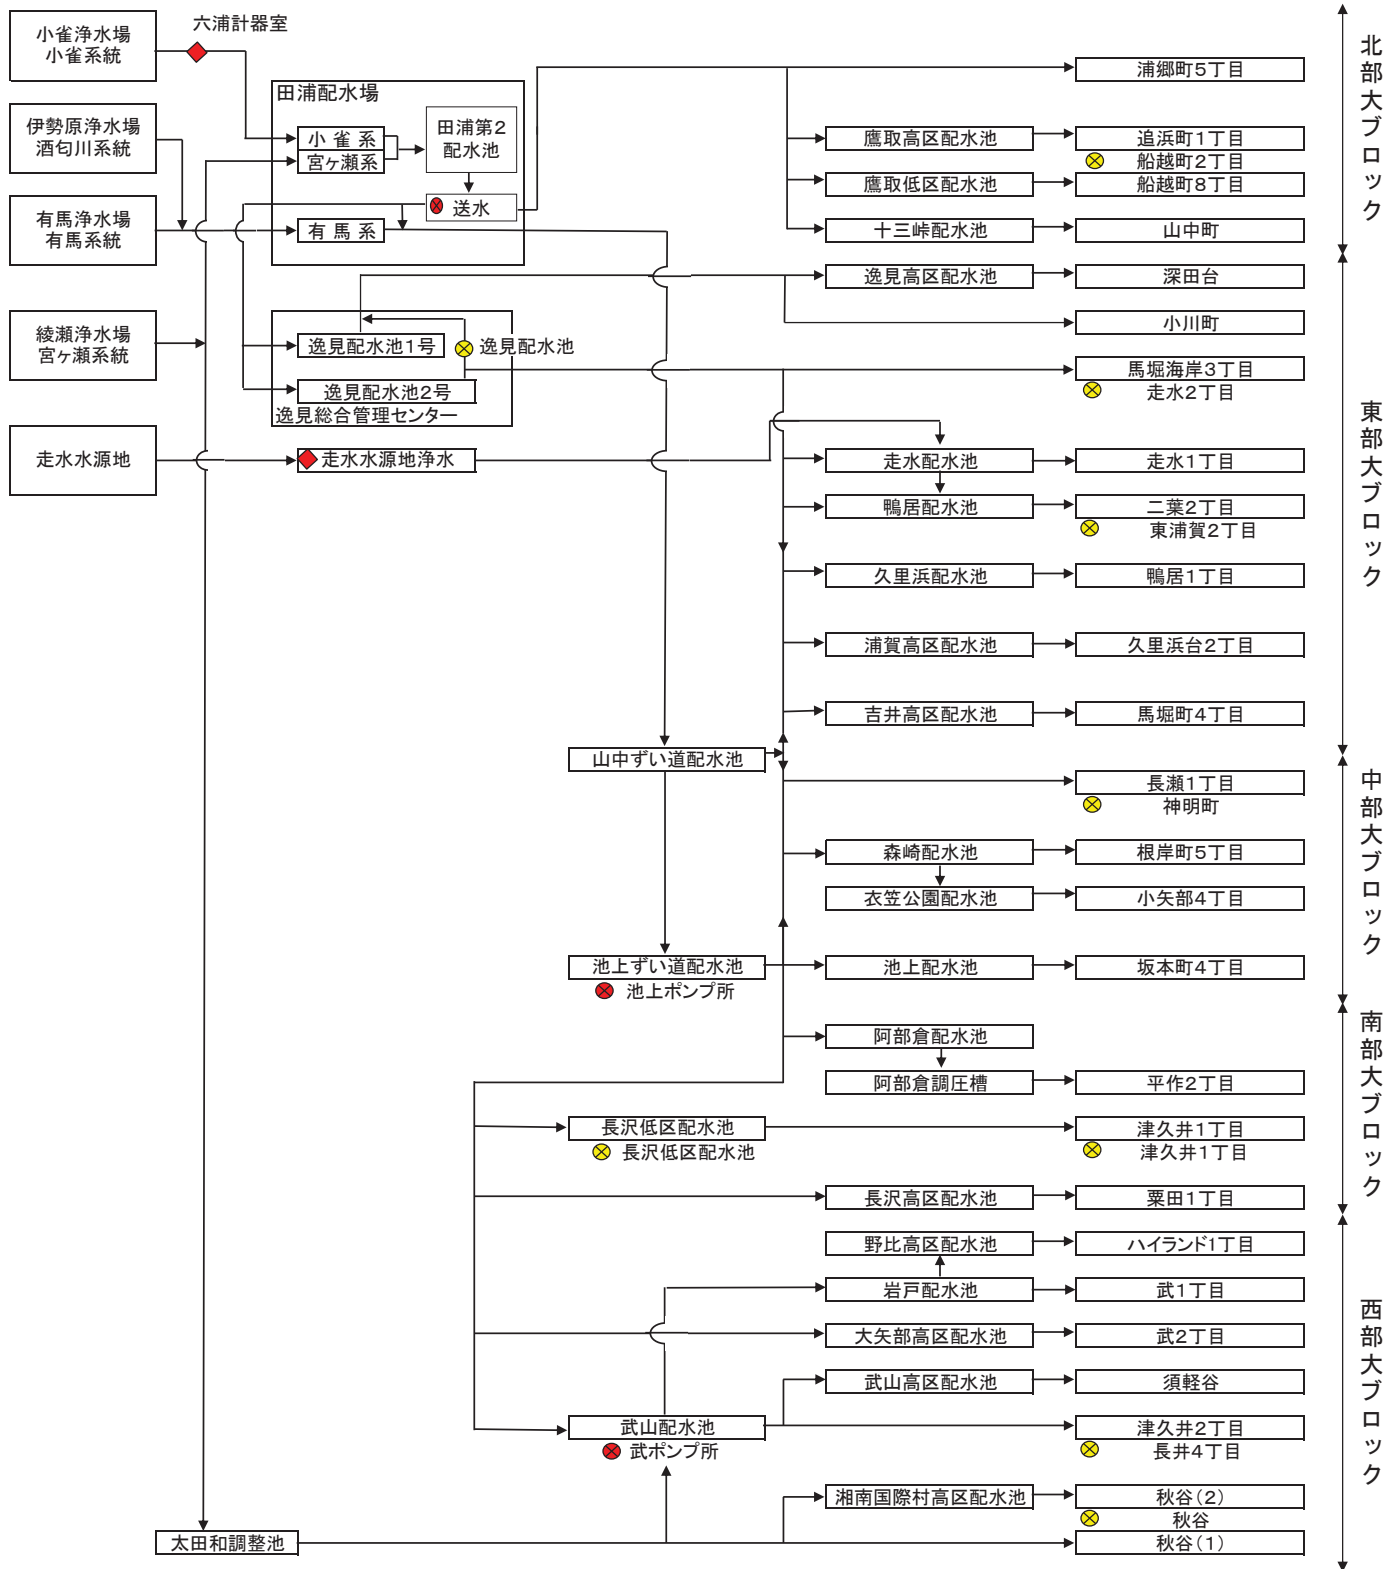 六浦計器室
小雀浄水場
小雀系統
伊勢原浄水場
酒匂川系統
有馬浄水場
有馬系統
綾瀬浄水場
宮ヶ瀬系統
走水水源地
田浦配水場
小 雀 系
宮ヶ瀬系
田浦第2
配水池
送水
有 馬 系
逸見配水池1号
逸見配水池
逸見配水池2号
逸見総合管理センター
走水水源地浄水
山中ずい道配水池
池上ずい道配水池
池上ポンプ所
長沢低区配水池
長沢低区配水池
武山配水池
武ポンプ所
太田和調整池
浦郷町5丁目
鷹取高区配水池
追浜町1丁目
船越町2丁目
鷹取低区配水池
船越町8丁目
十三峠配水池
山中町
逸見高区配水池
深田台
小川町
馬堀海岸3丁目
走水2丁目
走水配水池
走水1丁目
鴨居配水池
二葉2丁目
東浦賀2丁目
久里浜配水池
鴨居1丁目
浦賀高区配水池
久里浜台2丁目
吉井高区配水池
馬堀町4丁目
長瀬1丁目
神明町
森崎配水池
根岸町5丁目
衣笠公園配水池
小矢部4丁目
池上配水池
坂本町4丁目
阿部倉配水池
阿部倉調圧槽
平作2丁目
津久井1丁目
津久井1丁目
長沢高区配水池
粟田1丁目
野比高区配水池
ハイランド1丁目
岩戸配水池
武1丁目
大矢部高区配水池
武2丁目
武山高区配水池
須軽谷
津久井2丁目
長井4丁目
湘南国際村高区配水池
秋谷(2)
秋谷
秋谷(1)
北部大ブロック
東部大ブロック
中部大ブロック
南部大ブロック
西部大ブロック